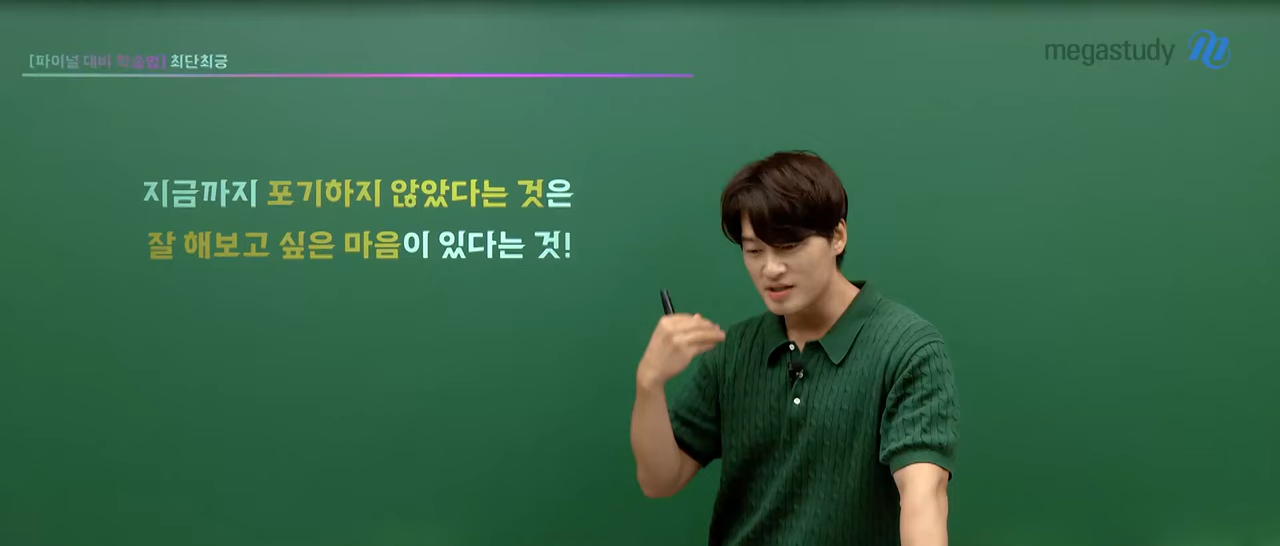 [파이널 대비 학습법] 최단최긍
megastudy
지금까지 포기하지 않았다는 것은
잘 해보고 싶은 마음이 있다는 것!